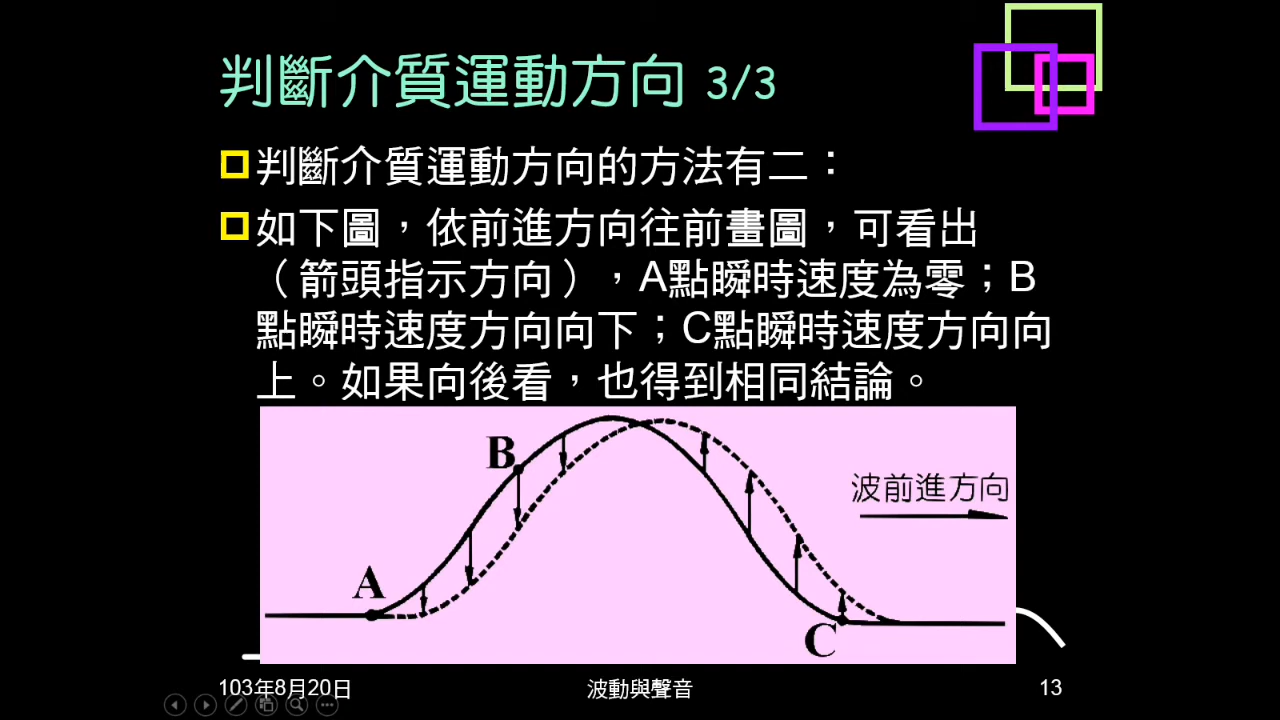 判斷介質運動方向 3/3
判斷介質運動方向的方法有二：
如下圖，依前進方向往前畫圖，可看出
（箭頭指示方向），A點瞬時速度為零；B
點瞬時速度方向向下；C點瞬時速度方向向
上。如果向後看，也得到相同結論。
B
波前進方向
A
C
103年8月20日
波動與聲音
13